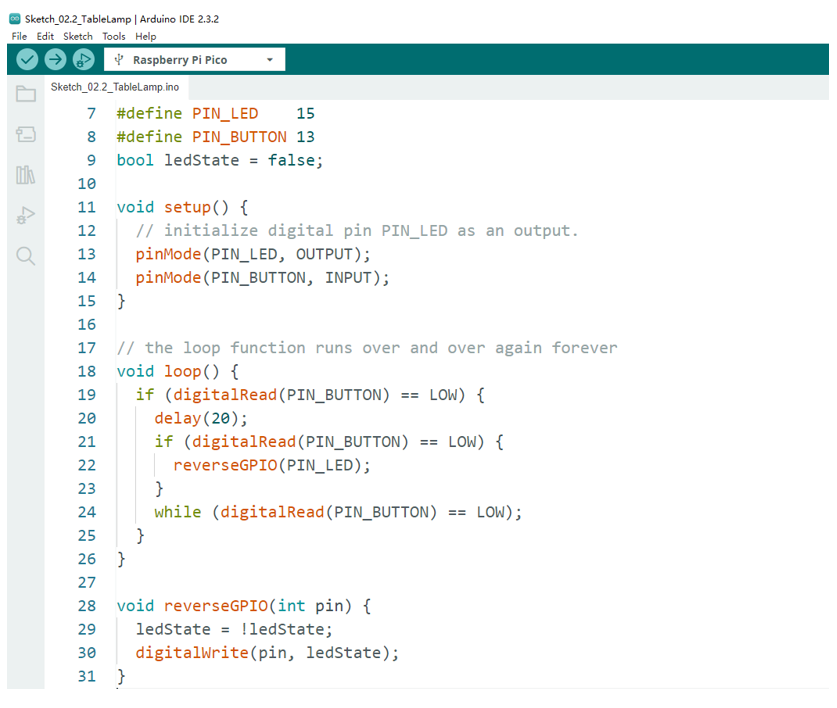 Sketch_02.2_TableLamp | Arduino IDE 2.3.2
File Edit Sketch Tools Help
Raspberry Pi Pico
Sketch_02.2_TableLamp.ino
7 #define PIN_LED    15
8 #define PIN_BUTTON 13
9 bool ledState = false;
10
11 void setup() {
12   // initialize digital pin PIN_LED as an output.
13   pinMode(PIN_LED, OUTPUT);
14   pinMode(PIN_BUTTON, INPUT);
15 }
16
17 // the loop function runs over and over again forever
18 void loop() {
19   if (digitalRead(PIN_BUTTON) == LOW) {
20     delay(20);
21     if (digitalRead(PIN_BUTTON) == LOW) {
22       reverseGPIO(PIN_LED);
23     }
24     while (digitalRead(PIN_BUTTON) == LOW);
25   }
26 }
27
28 void reverseGPIO(int pin) {
29   ledState = !ledState;
30   digitalWrite(pin, ledState);
31 }